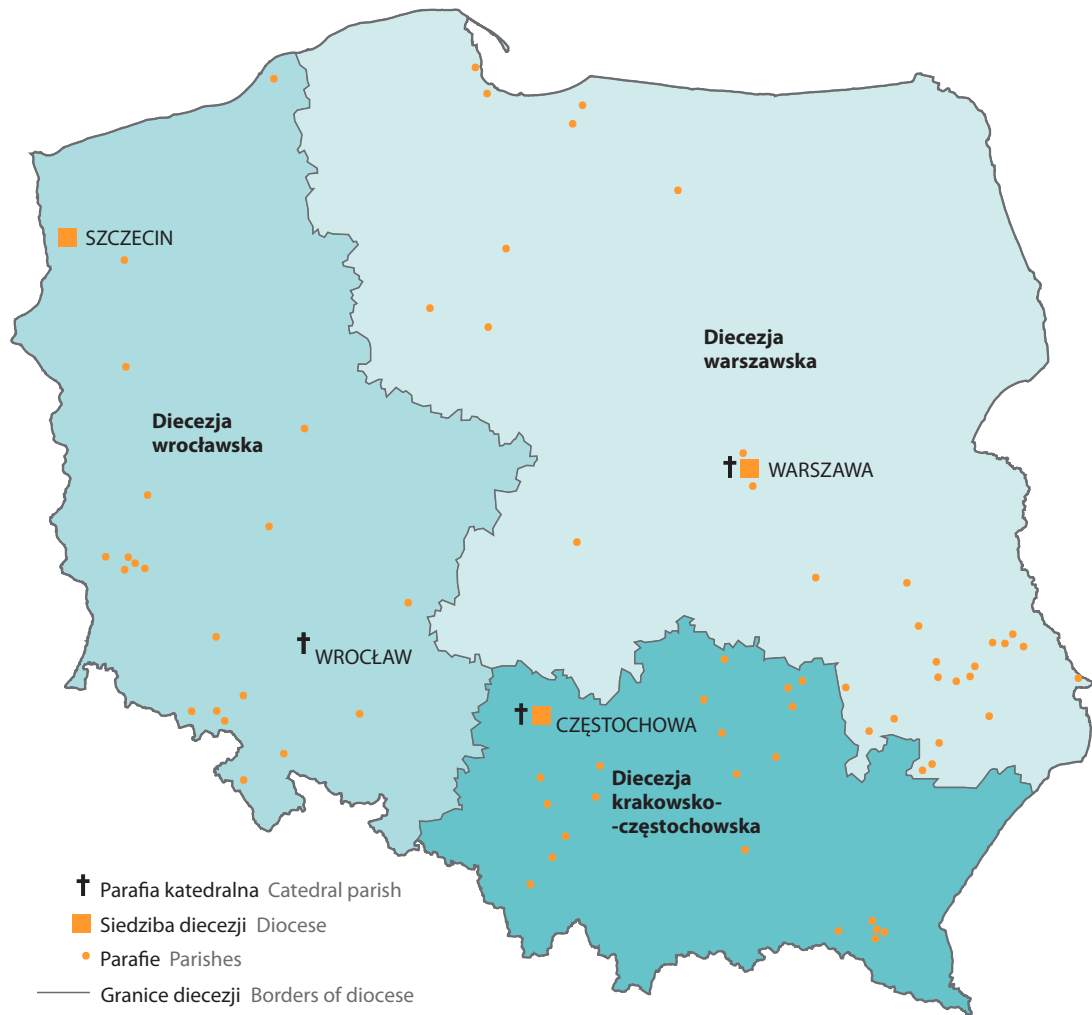 SZCZECIN
Diecezja
warszawska
Diecezja
wrocławska
WARSZAWA
WROCŁAW
CZĘSTOCHOWA
Diecezja
krakowsko-
-częstochowska
Parafia katedralna Catedral parish
Siedziba diecezji Diocese
Parafie Parishes
Granice diecezji Borders of diocese